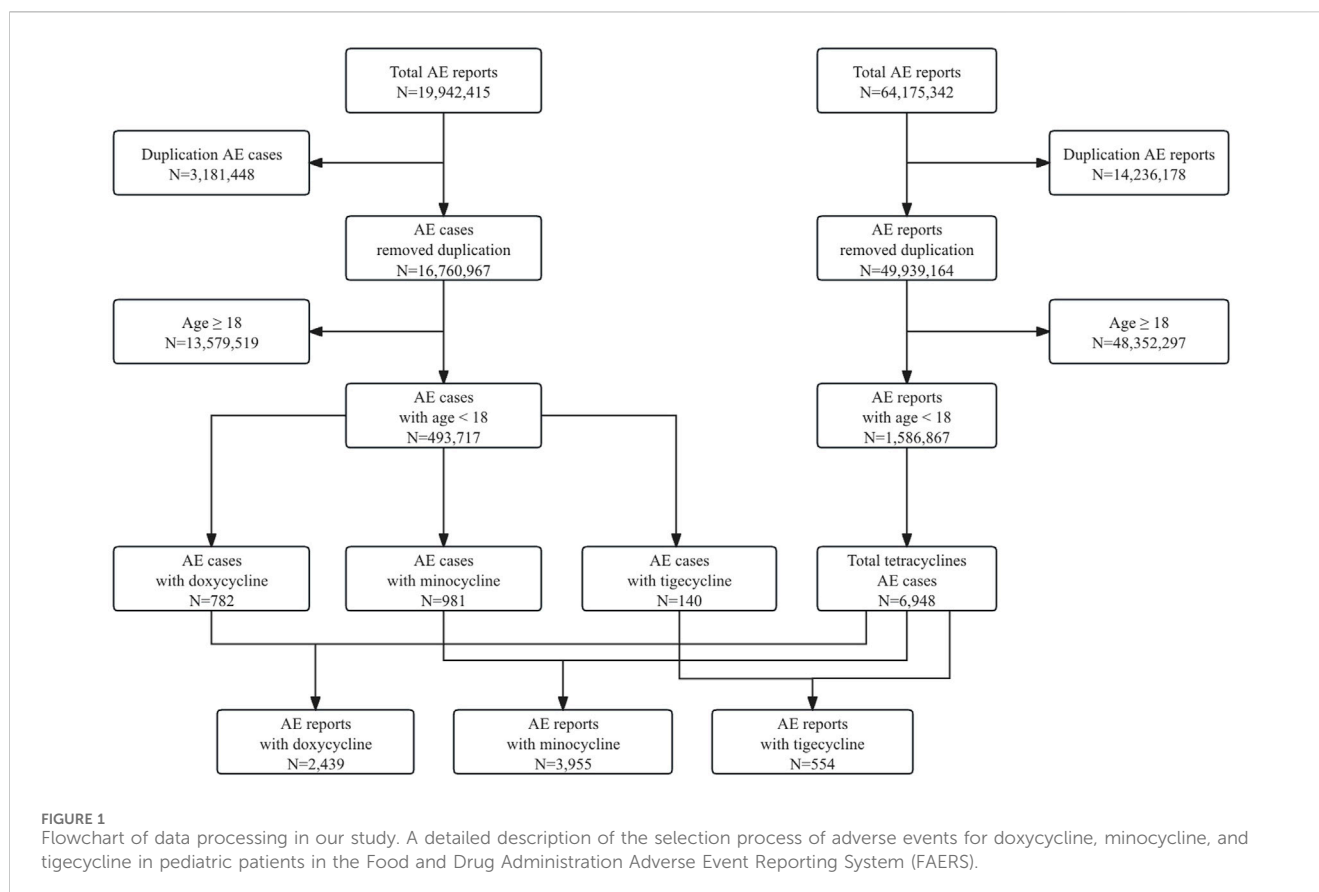 Total AE reports
N=19,942,415
Total AE reports
N=64,175,342
Duplication AE cases
N=3,181,448
Duplication AE reports
N=14,236,178
AE cases
removed duplication
N=16,760,967
AE reports
removed duplication
N=49,939,164
Age ≥ 18
N=13,579,519
Age ≥ 18
N=48,352,297
AE cases
with age < 18
N=493,717
AE reports
with age < 18
N=1,586,867
AE cases
with doxycycline
N=782
AE cases
with minocycline
N=981
AE cases
with tigecycline
N=140
Total tetracyclines
AE cases
N=6,948
AE reports
with doxycycline
N=2,439
AE reports
with minocycline
N=3,955
AE reports
with tigecycline
N=554
FIGURE 1
Flowchart of data processing in our study. A detailed description of the selection process of adverse events for doxycycline, minocycline, and
tigecycline in pediatric patients in the Food and Drug Administration Adverse Event Reporting System (FAERS).